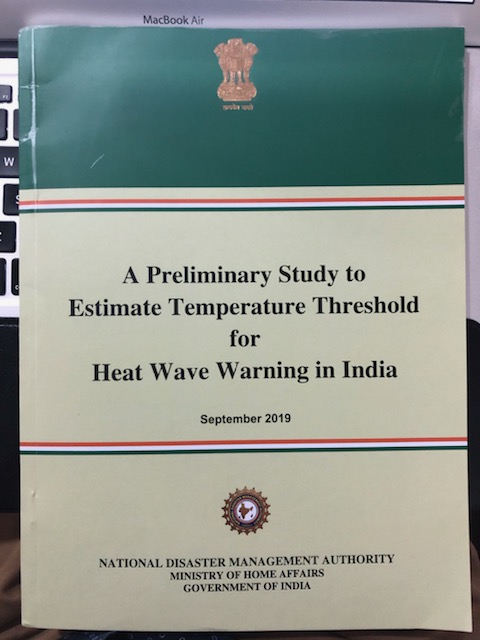 MacBook Air
W
सत्यमेव जयते
A Preliminary Study to
Estimate Temperature Threshold
for
Heat Wave Warning in India
September 2019
NATIONAL DISASTER MANAGEMENT AUTHORITY
MINISTRY OF HOME AFFAIRS
GOVERNMENT OF INDIA